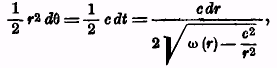 ½ r² dθ = ½ c dt = c dr / (2 √(ω (r) − c²/r²)),